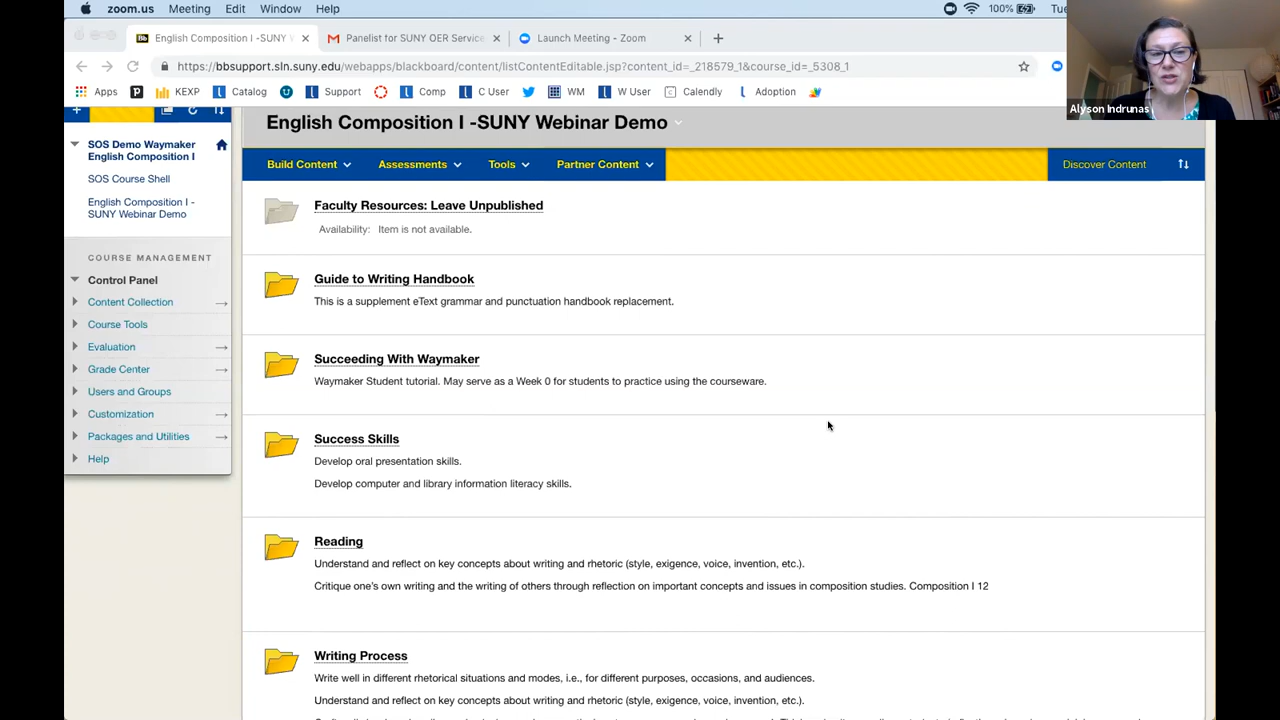 zoom.us Meeting Edit Window Help 100% Tue
English Composition I -SUNY W × Panelist for SUNY OER Service × Launch Meeting - Zoom × +
https://bbsupport.sln.suny.edu/webapps/blackboard/content/listContentEditable.jsp?content_id=_218579_1&course_id=_5308_1
Apps KEXP Catalog Support Comp C User WM W User Calendly Adoption
Alyson Indrunas
English Composition I -SUNY Webinar Demo
SOS Demo Waymaker
English Composition I
SOS Course Shell
English Composition I -
SUNY Webinar Demo
COURSE MANAGEMENT
Control Panel
Content Collection
Course Tools
Evaluation
Grade Center
Users and Groups
Customization
Packages and Utilities
Help
Build Content Assessments Tools Partner Content Discover Content
Faculty Resources: Leave Unpublished
Availability: Item is not available.
Guide to Writing Handbook
This is a supplement eText grammar and punctuation handbook replacement.
Succeeding With Waymaker
Waymaker Student tutorial. May serve as a Week 0 for students to practice using the courseware.
Success Skills
Develop oral presentation skills.
Develop computer and library information literacy skills.
Reading
Understand and reflect on key concepts about writing and rhetoric (style, exigence, voice, invention, etc.).
Critique one's own writing and the writing of others through reflection on important concepts and issues in composition studies. Composition I 12
Writing Process
Write well in different rhetorical situations and modes, i.e., for different purposes, occasions, and audiences.
Understand and reflect on key concepts about writing and rhetoric (style, exigence, voice, invention, etc.).